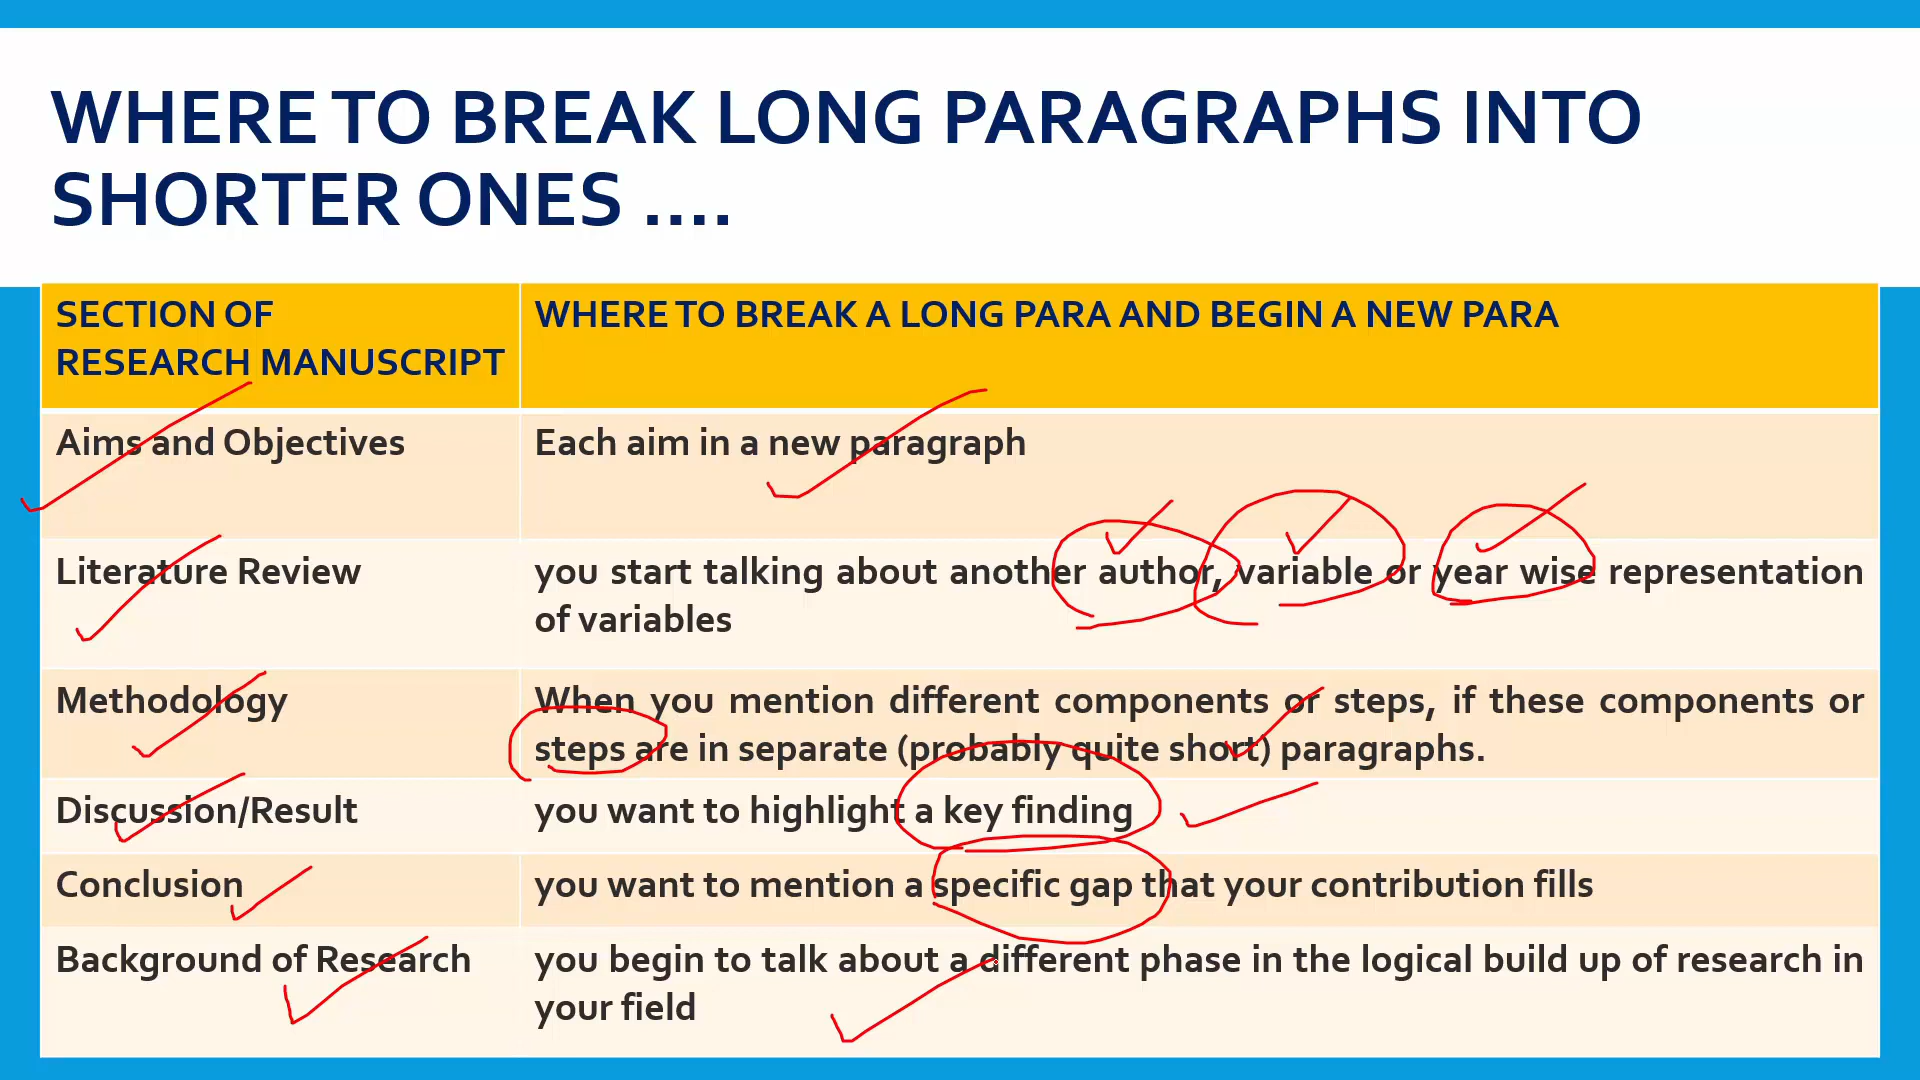 WHERE TO BREAK LONG PARAGRAPHS INTO
SHORTER ONES ....
SECTION OF
RESEARCH MANUSCRIPT
WHERE TO BREAK A LONG PARA AND BEGIN A NEW PARA
Aims and Objectives
Each aim in a new paragraph
Literature Review
you start talking about another author, variable or year wise representation
of variables
Methodology
When you mention different components or steps, if these components or
steps are in separate (probably quite short) paragraphs.
Discussion/Result
you want to highlight a key finding
Conclusion
you want to mention a specific gap that your contribution fills
Background of Research
you begin to talk about a different phase in the logical build up of research in
your field